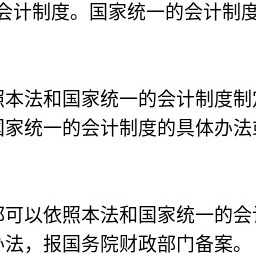 会计制度。国家统一的会计制度
照本法和国家统一的会计制度制定
国家统一的会计制度的具体办法
部可以依照本法和国家统一的会计
办法，报国务院财政部门备案。